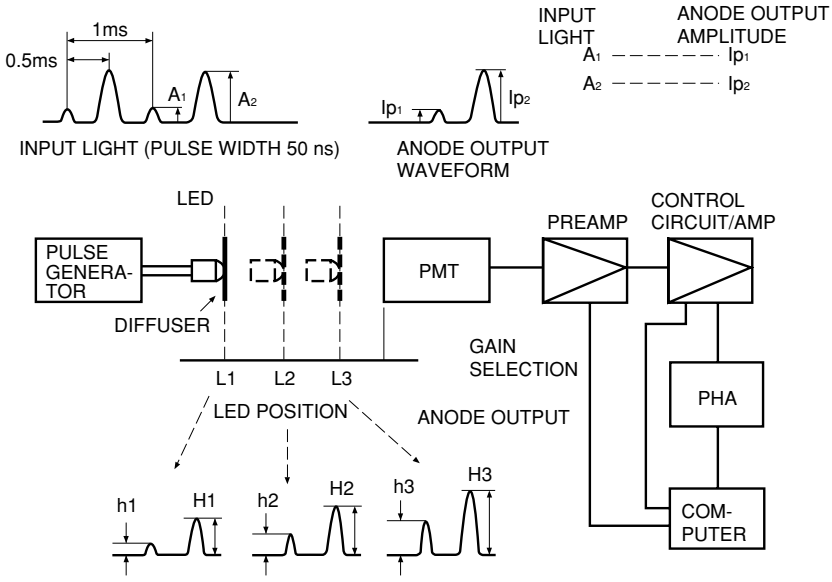 1ms
0.5ms
A1
A2
INPUT LIGHT (PULSE WIDTH 50 ns)
Ip1
Ip2
ANODE OUTPUT
WAVEFORM
INPUT
LIGHT
ANODE OUTPUT
AMPLITUDE
A1
Ip1
A2
Ip2
LED
PULSE
GENERA-
TOR
DIFFUSER
PMT
PREAMP
CONTROL
CIRCUIT/AMP
GAIN
SELECTION
PHA
COM-
PUTER
L1
L2
L3
LED POSITION
ANODE OUTPUT
h1
H1
h2
H2
h3
H3